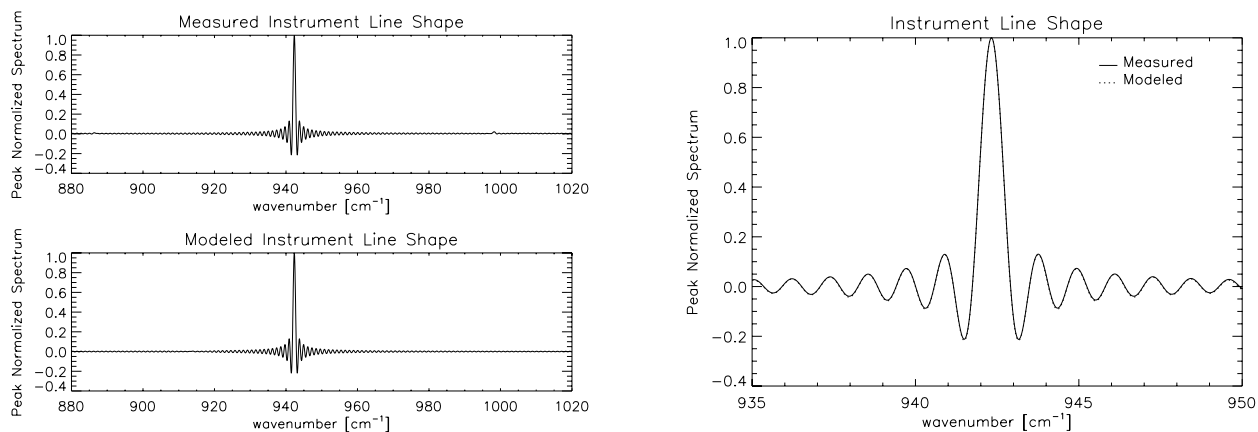 Measured Instrument Line Shape
Peak Normalized Spectrum
1.0
0.8
0.6
0.4
0.2
0.0
−0.2
−0.4
880 900 920 940 960 980 1000 1020
wavenumber [cm⁻¹]
Modeled Instrument Line Shape
Peak Normalized Spectrum
1.0
0.8
0.6
0.4
0.2
0.0
−0.2
−0.4
880 900 920 940 960 980 1000 1020
wavenumber [cm⁻¹]
Instrument Line Shape
Peak Normalized Spectrum
1.0
0.8
0.6
0.4
0.2
0.0
−0.2
−0.4
Measured
Modeled
935 940 945 950
wavenumber [cm⁻¹]